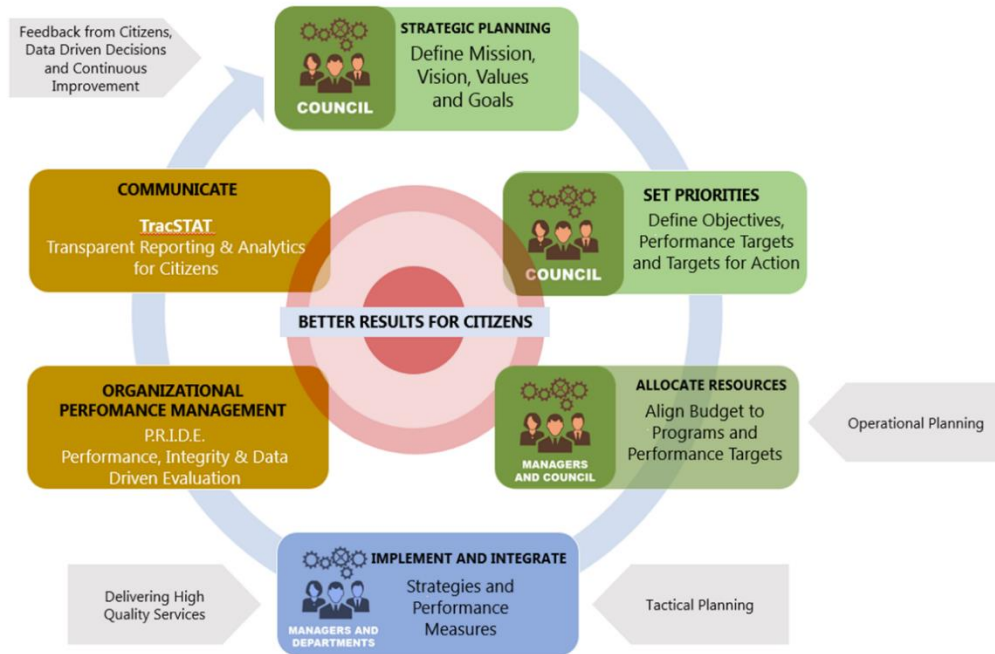 Feedback from Citizens,
Data Driven Decisions
and Continuous
Improvement
STRATEGIC PLANNING
Define Mission,
Vision, Values
and Goals
COUNCIL
SET PRIORITIES
Define Objectives,
Performance Targets
and Targets for Action
COUNCIL
ALLOCATE RESOURCES
Align Budget to
Programs and
Performance Targets
MANAGERS
AND COUNCIL
Operational Planning
IMPLEMENT AND INTEGRATE
Strategies and
Performance
Measures
MANAGERS AND
DEPARTMENTS
Tactical Planning
Delivering High
Quality Services
ORGANIZATIONAL
PERFOMANCE MANAGEMENT
P.R.I.D.E.
Performance, Integrity & Data
Driven Evaluation
COMMUNICATE
TracSTAT
Transparent Reporting & Analytics
for Citizens
BETTER RESULTS FOR CITIZENS